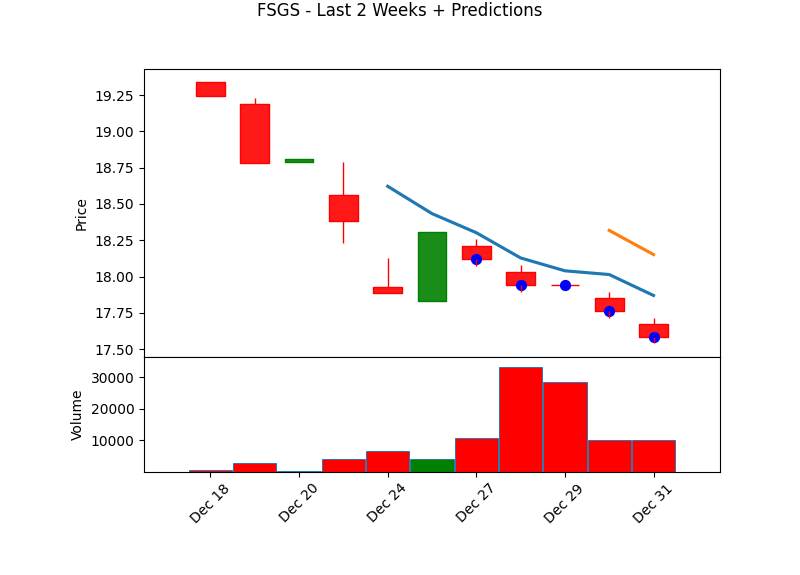 FSGS - Last 2 Weeks + Predictions
19.25
19.00
18.75
18.50
18.25
18.00
17.75
17.50
Price
30000
20000
10000
Volume
Dec 18
Dec 20
Dec 24
Dec 27
Dec 29
Dec 31